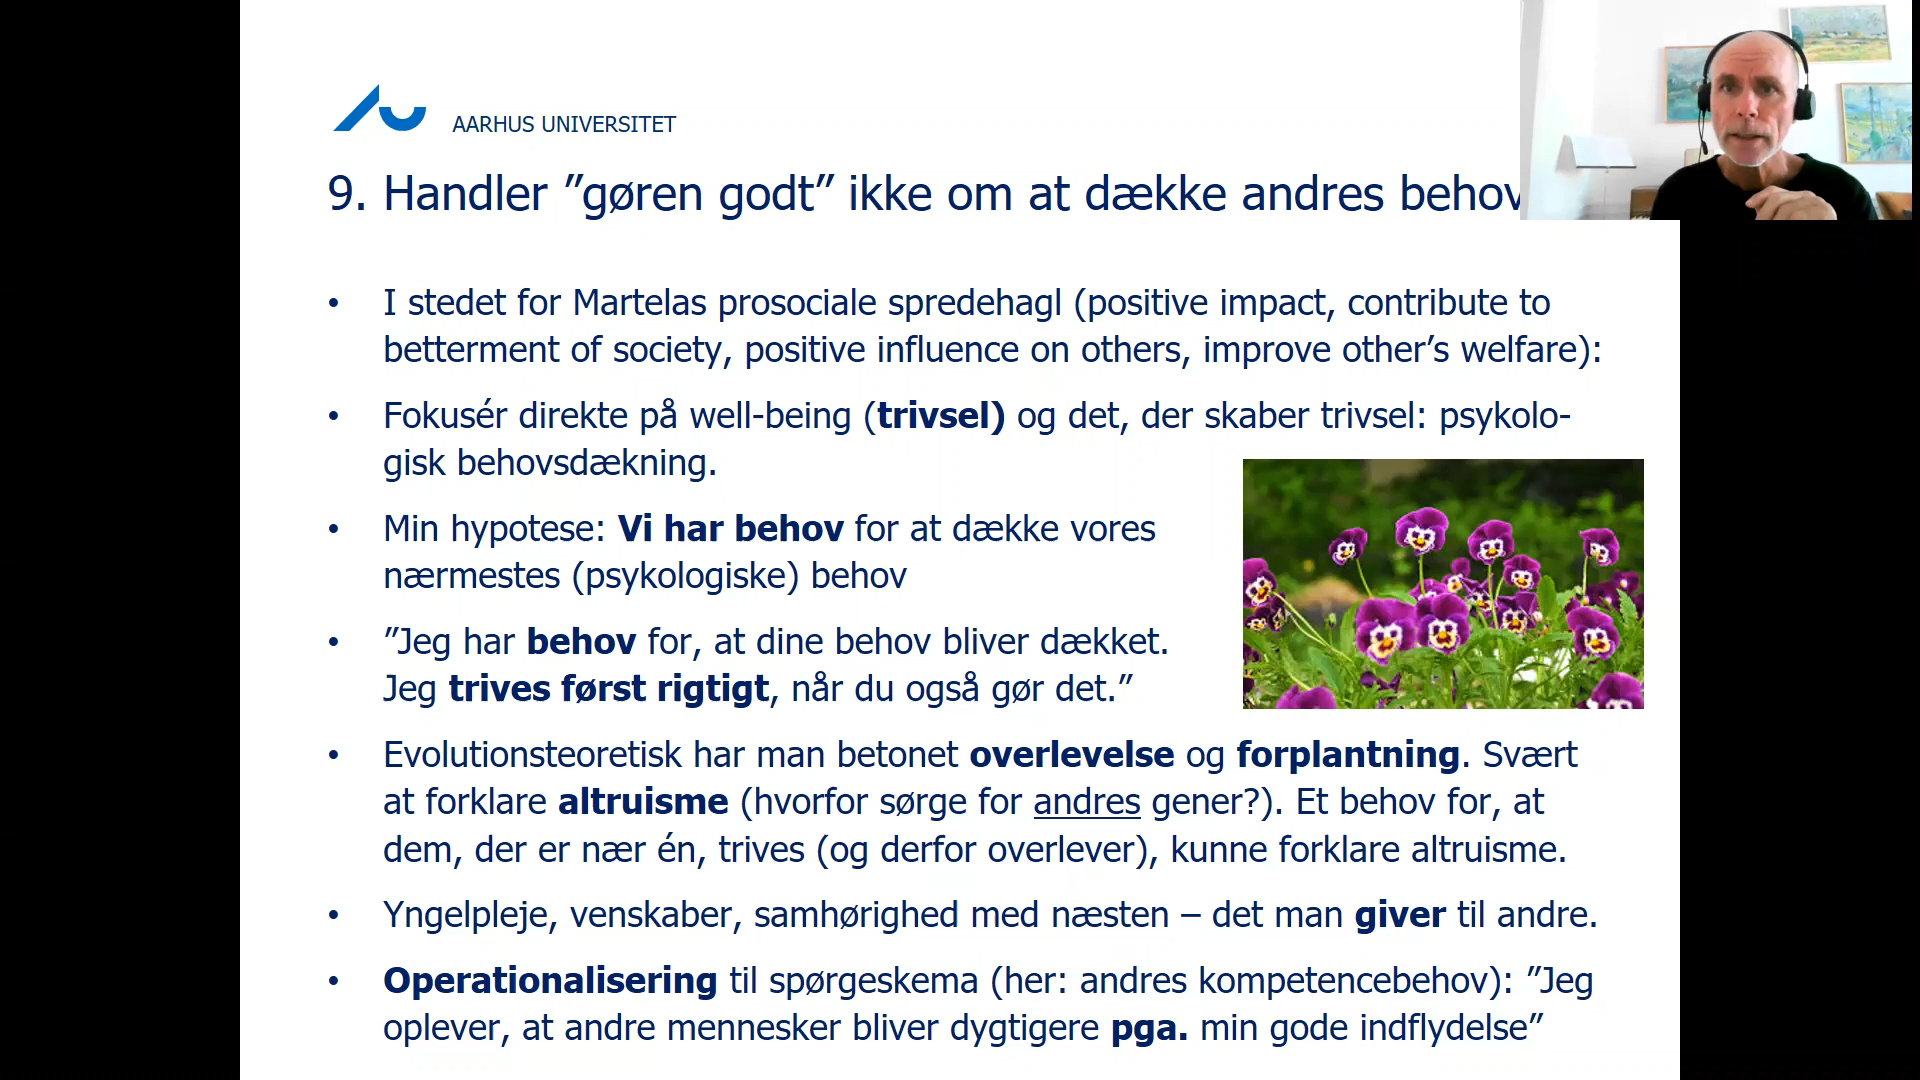 AARHUS UNIVERSITET
9. Handler ”gøren godt” ikke om at dække andres behov
• I stedet for Martelas prosociale spredehagl (positive impact, contribute to
betterment of society, positive influence on others, improve other’s welfare):
• Fokusér direkte på well-being (trivsel) og det, der skaber trivsel: psykolo-
gisk behovsdækning.
• Min hypotese: Vi har behov for at dække vores
nærmestes (psykologiske) behov
• ”Jeg har behov for, at dine behov bliver dækket.
Jeg trives først rigtigt, når du også gør det.”
• Evolutionsteoretisk har man betonet overlevelse og forplantning. Svært
at forklare altruisme (hvorfor sørge for andres gener?). Et behov for, at
dem, der er nær én, trives (og derfor overlever), kunne forklare altruisme.
• Yngelpleje, venskaber, samhørighed med næsten – det man giver til andre.
• Operationalisering til spørgeskema (her: andres kompetencebehov): ”Jeg
oplever, at andre mennesker bliver dygtigere pga. min gode indflydelse”